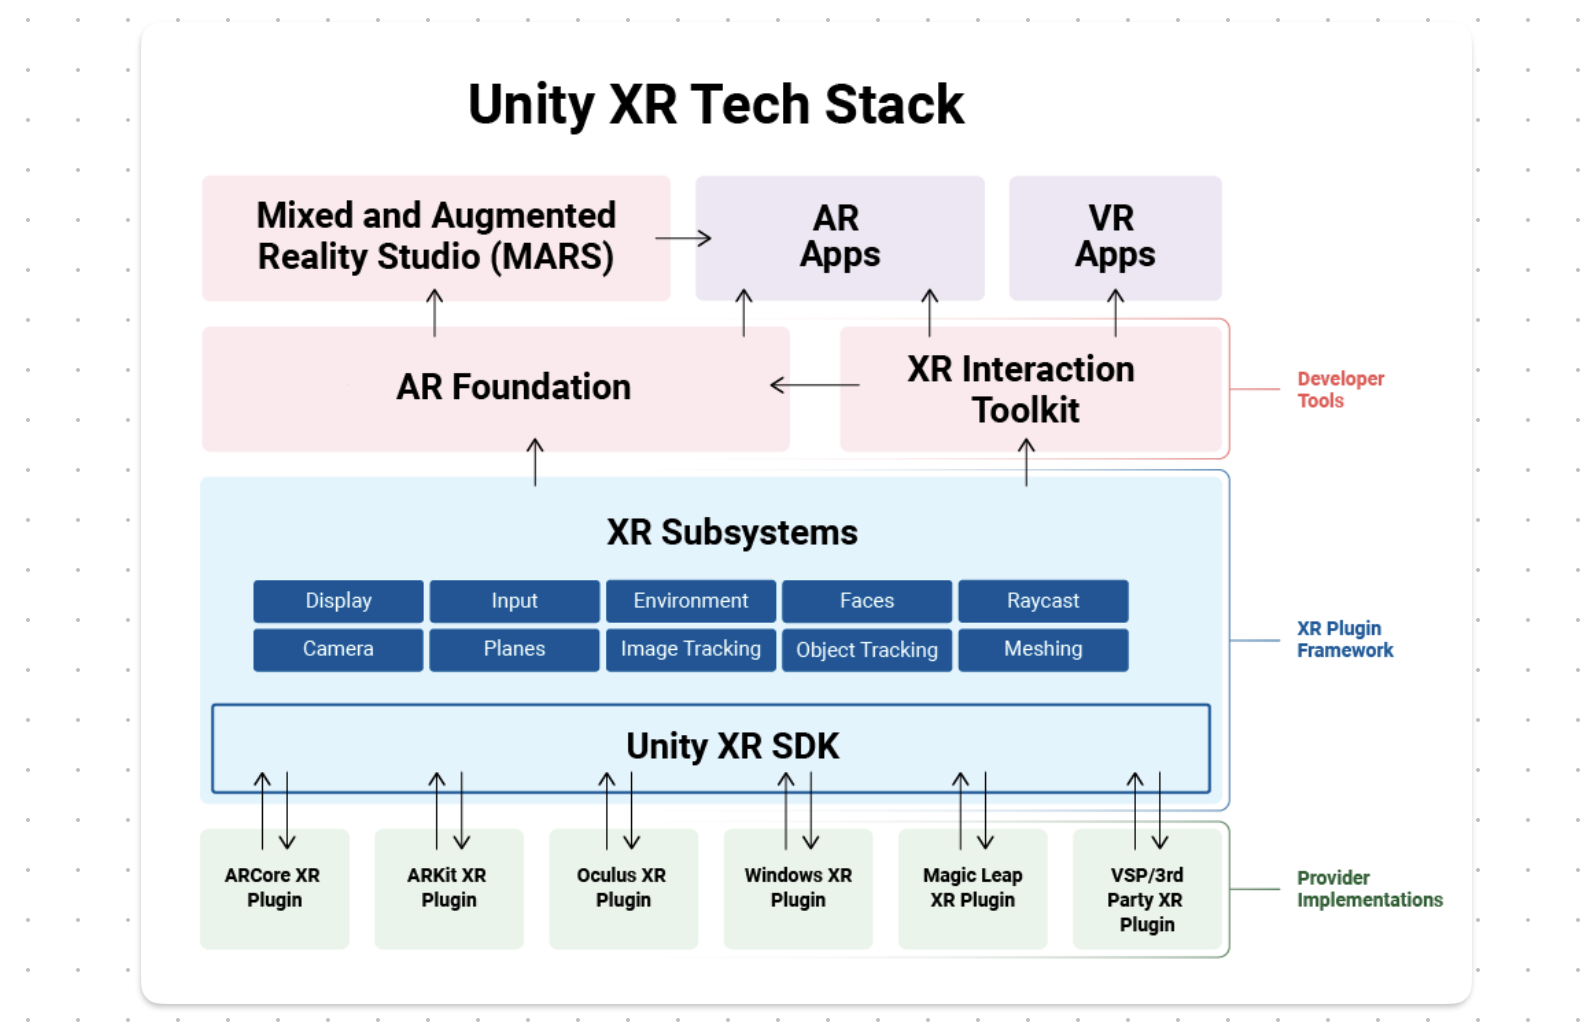 Unity XR Tech Stack
Mixed and Augmented
Reality Studio (MARS)
AR
Apps
VR
Apps
AR Foundation
XR Interaction
Toolkit
Developer
Tools
XR Subsystems
Display
Input
Environment
Faces
Raycast
Camera
Planes
Image Tracking
Object Tracking
Meshing
XR Plugin
Framework
Unity XR SDK
ARCore XR
Plugin
ARKit XR
Plugin
Oculus XR
Plugin
Windows XR
Plugin
Magic Leap
XR Plugin
VSP/3rd
Party XR
Plugin
Provider
Implementations